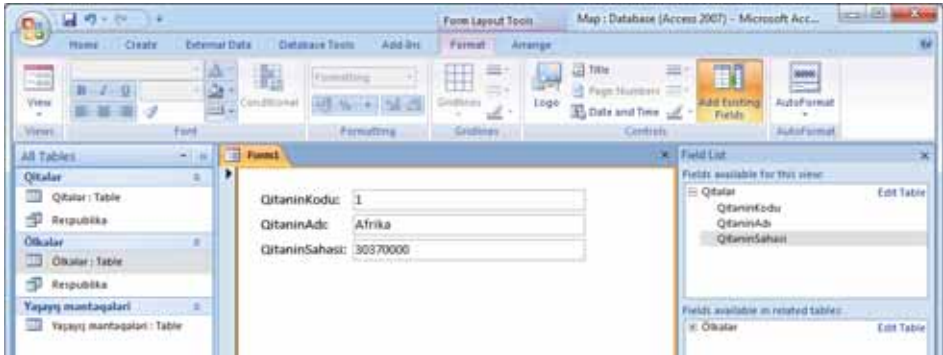 Form Layout Tools
Map : Database (Access 2007) - Microsoft Acc...
Home Create External Data Database Tools Add-Ins Format Arrange
View
B I U
Conditional
Formatting
Gridlines
Logo
Title
Page Numbers
Date and Time
Add Existing Fields
AutoFormat
Views Font Formatting Gridlines Controls AutoFormat
All Tables
Qitalar
Qitalar : Table
Respublika
Ölkalar
Ölkalar : Table
Respublika
Yaşayış mantaqalari
Yaşayış mantaqalari : Table
Form1
QitaninKodu: 1
QitaninAdı: Afrika
QitaninSahasi: 30370000
Field List
Fields available for this view:
Qitalar Edit Table
QitaninKodu
QitaninAdı
QitaninSahasi
Fields available in related tables:
Ölkalar Edit Table